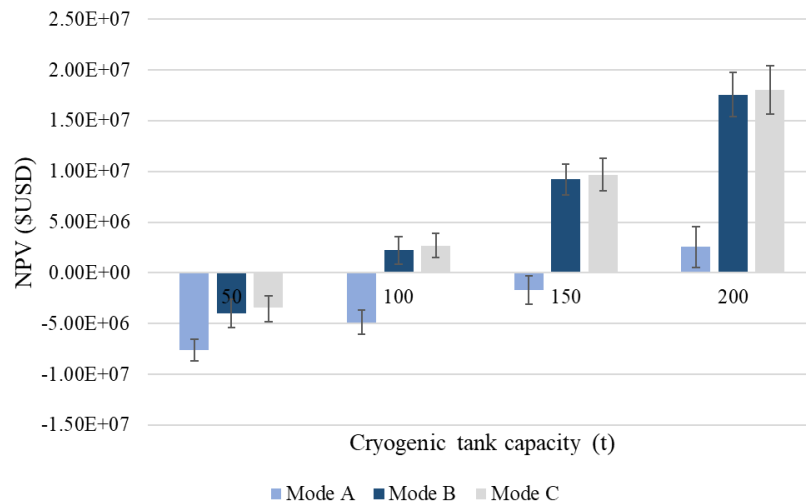 2.50E+07
2.00E+07
1.50E+07
1.00E+07
5.00E+06
0.00E+00
-5.00E+06
-1.00E+07
-1.50E+07
NPV ($USD)
50 100 150 200
Cryogenic tank capacity (t)
Mode A Mode B Mode C